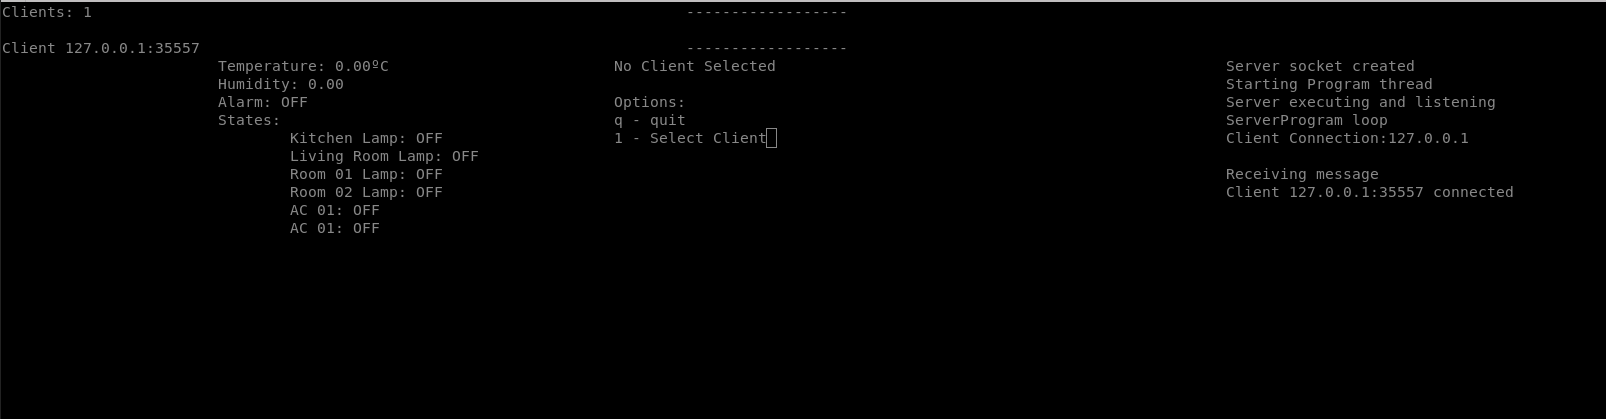 Clients: 1
------------------
Client 127.0.0.1:35557
------------------
Temperature: 0.00ºC
Humidity: 0.00
Alarm: OFF
States:
Kitchen Lamp: OFF
Living Room Lamp: OFF
Room 01 Lamp: OFF
Room 02 Lamp: OFF
AC 01: OFF
AC 01: OFF
No Client Selected
Options:
q - quit
1 - Select Client
Server socket created
Starting Program thread
Server executing and listening
ServerProgram loop
Client Connection:127.0.0.1
Receiving message
Client 127.0.0.1:35557 connected